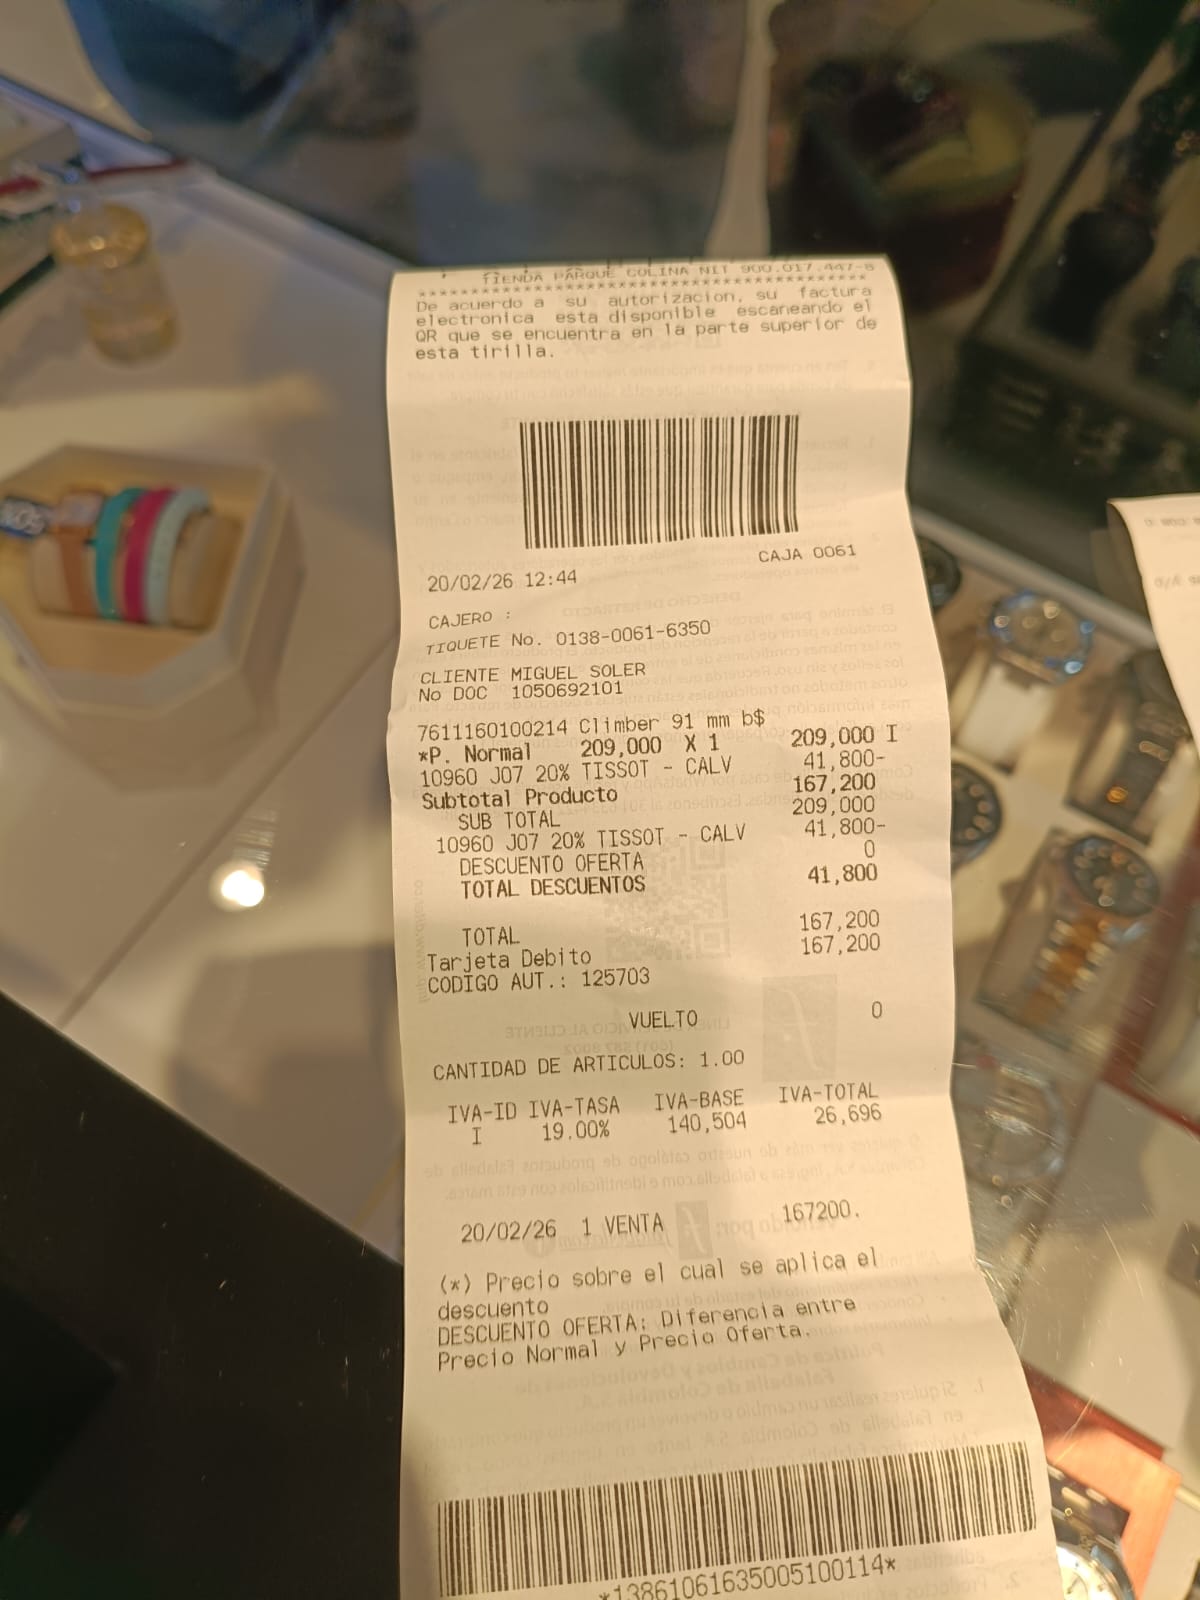 TIENDA PARQUE COLINA NIT 900.017.447-8
******************************************
De acuerdo a su autorizacion, su factura
electronica esta disponible escaneando el
QR que se encuentra en la parte superior de
esta tirilla.
CAJA 0061
20/02/26 12:44
CAJERO :
TIQUETE No. 0138-0061-6350
CLIENTE MIGUEL SOLER
No DOC 1050692101
7611160100214 Climber 91 mm b$
*P. Normal 209,000 X 1 209,000 I
10960 J07 20% TISSOT - CALV 41,800-
Subtotal Producto 167,200
SUB TOTAL 209,000
10960 J07 20% TISSOT - CALV 41,800-
DESCUENTO OFERTA 0
TOTAL DESCUENTOS 41,800
TOTAL 167,200
Tarjeta Debito 167,200
CODIGO AUT.: 125703
VUELTO 0
CANTIDAD DE ARTICULOS: 1.00
IVA-ID IVA-TASA IVA-BASE IVA-TOTAL
I 19.00% 140,504 26,696
20/02/26 1 VENTA 167200.
(*) Precio sobre el cual se aplica el
descuento
DESCUENTO OFERTA: Diferencia entre
Precio Normal y Precio Oferta.
*13861061635005100114*